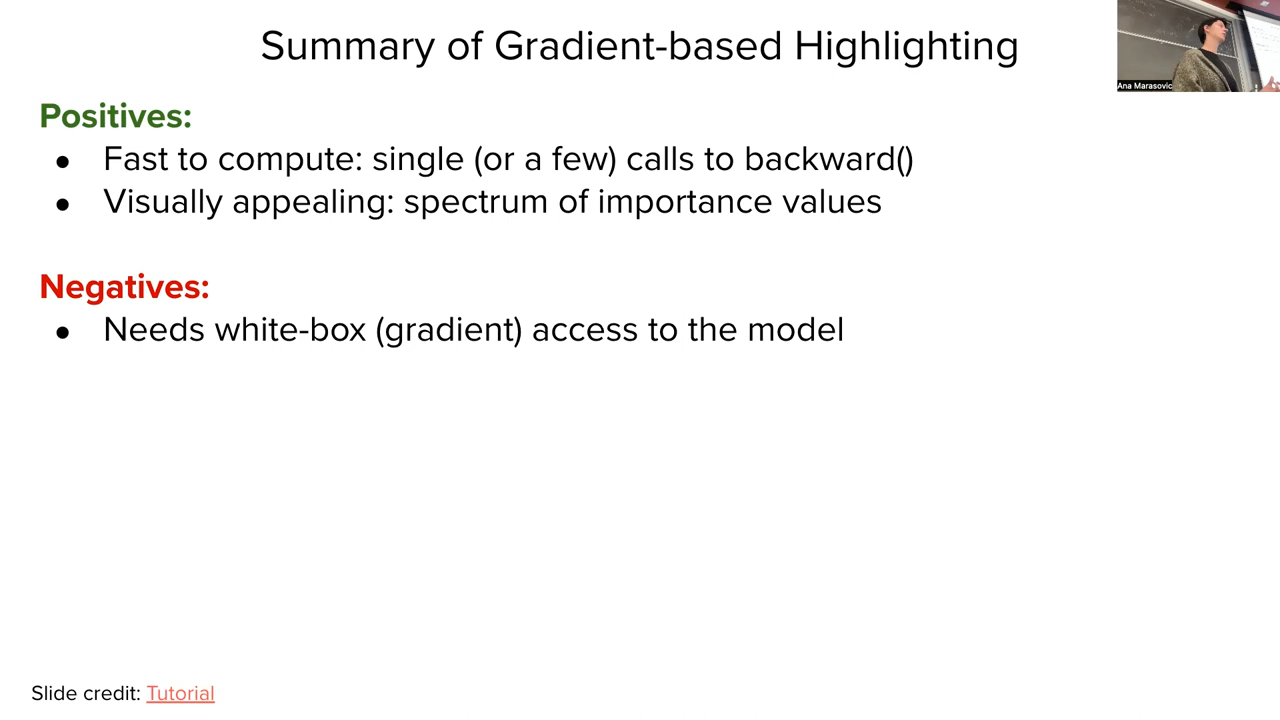 Summary of Gradient-based Highlighting
Ana Marasovic
Positives:
● Fast to compute: single (or a few) calls to backward()
● Visually appealing: spectrum of importance values
Negatives:
● Needs white-box (gradient) access to the model
Slide credit: Tutorial